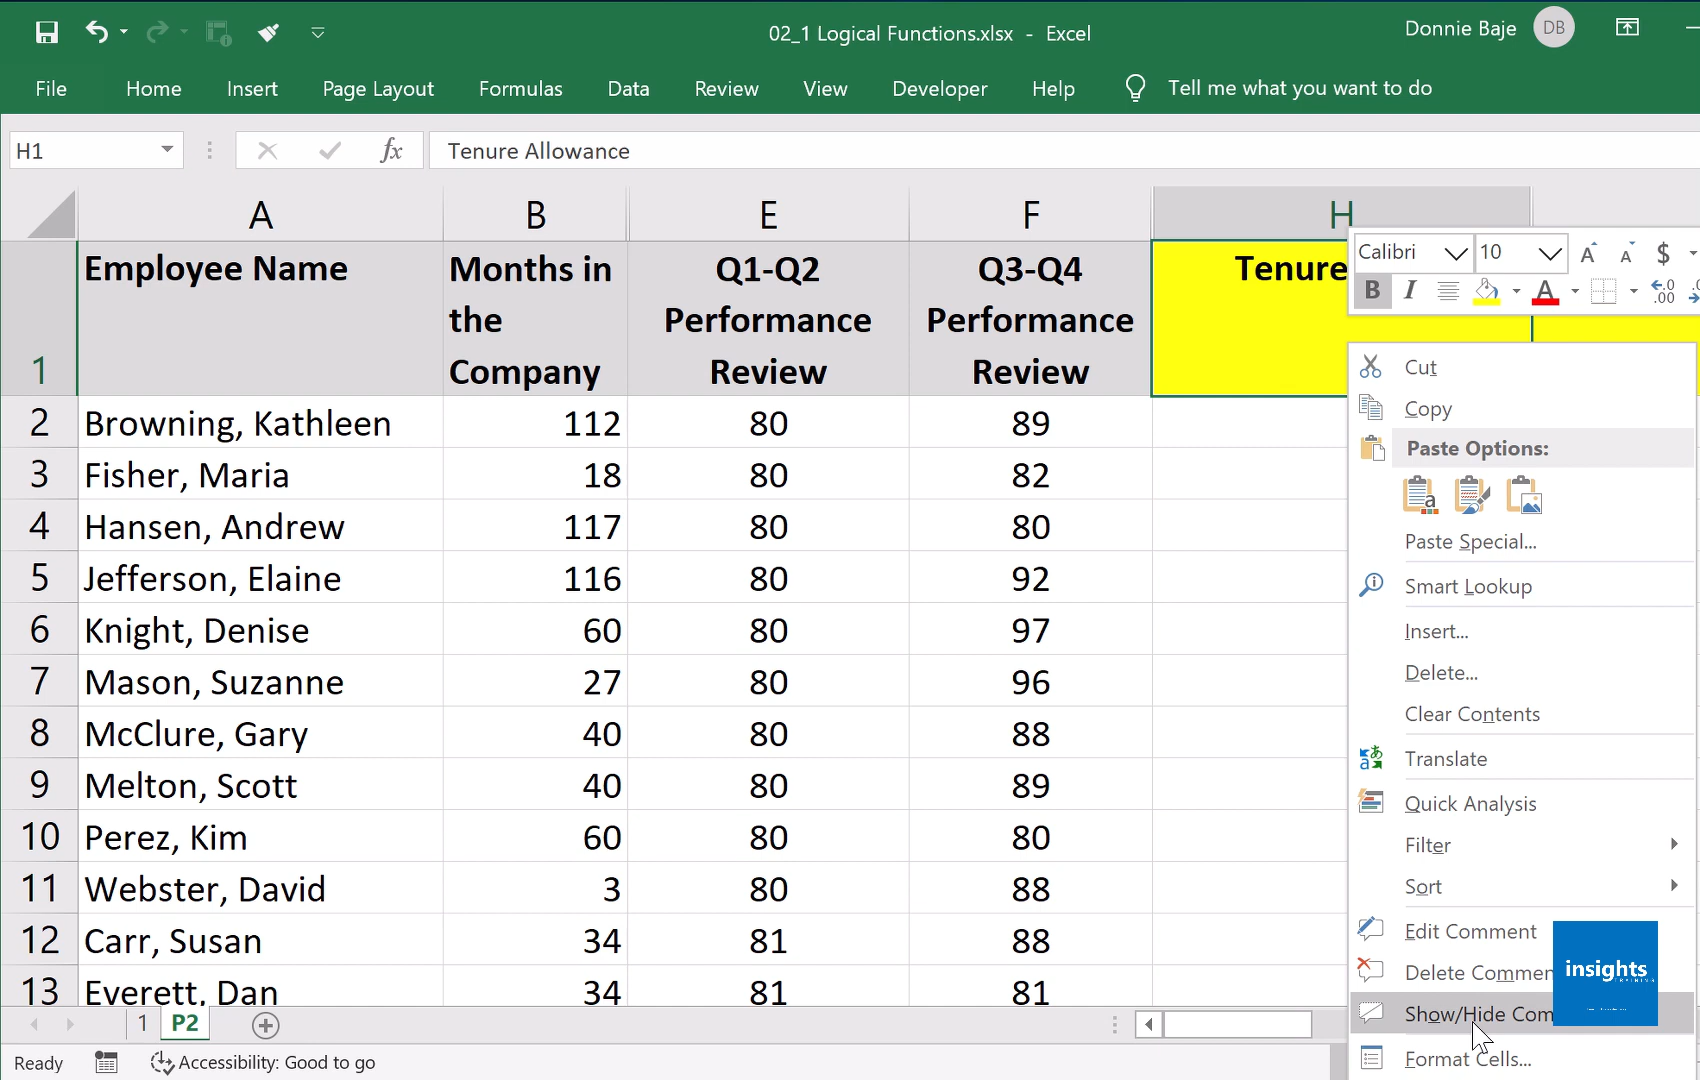 02_1 Logical Functions.xlsx - Excel
Donnie Baje DB
File Home Insert Page Layout Formulas Data Review View Developer Help Tell me what you want to do
H1 fx Tenure Allowance
A B E F H
1 Employee Name
Months in
the
Company
Q1-Q2
Performance
Review
Q3-Q4
Performance
Review
Tenure
2 Browning, Kathleen 112 80 89
3 Fisher, Maria 18 80 82
4 Hansen, Andrew 117 80 80
5 Jefferson, Elaine 116 80 92
6 Knight, Denise 60 80 97
7 Mason, Suzanne 27 80 96
8 McClure, Gary 40 80 88
9 Melton, Scott 40 80 89
10 Perez, Kim 60 80 80
11 Webster, David 3 80 88
12 Carr, Susan 34 81 88
13 Everett, Dan 34 81 81
Calibri 10 A A $
B I A .00
Cut
Copy
Paste Options:
Paste Special...
Smart Lookup
Insert...
Delete...
Clear Contents
Translate
Quick Analysis
Filter
Sort
Edit Comment
Delete Commen
Show/Hide Com
Format Cells...
insights
1 P2
Ready Accessibility: Good to go